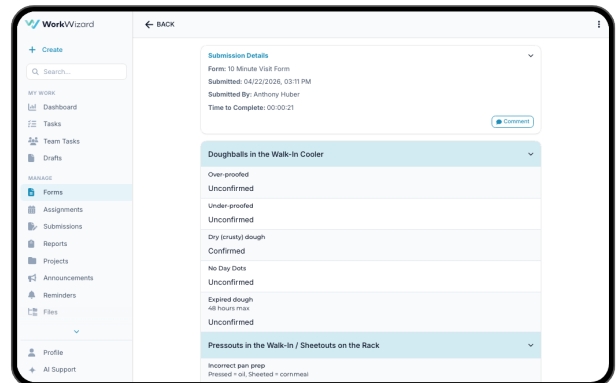 WorkWizard
BACK
Create
Search...
MY WORK
Dashboard
Tasks
Team Tasks
Drafts
MANAGE
Forms
Assignments
Submissions
Reports
Projects
Announcements
Reminders
Files
Profile
AI Support
Submission Details
Form: 10 Minute Visit Form
Submitted: 04/22/2026, 03:11 PM
Submitted By: Anthony Huber
Time to Complete: 00:00:21
Comment
Doughballs in the Walk-In Cooler
Over-proofed
Unconfirmed
Under-proofed
Unconfirmed
Dry (crusty) dough
Confirmed
No Day Dots
Unconfirmed
Expired dough
48 hours max
Unconfirmed
Pressouts in the Walk-In / Sheetouts on the Rack
Incorrect pan prep
Pressed = oil, Sheeted = cornmeal